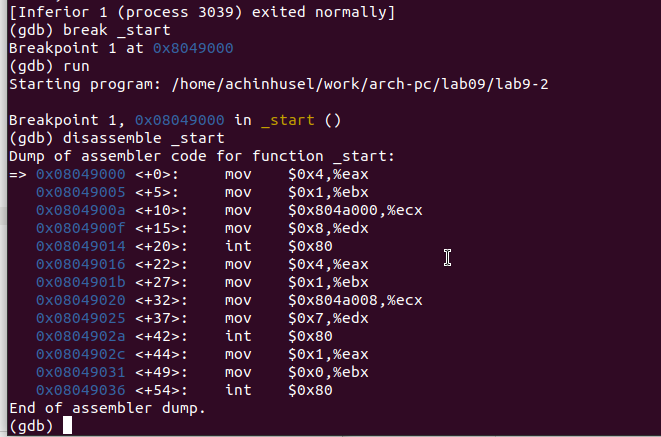 [Inferior 1 (process 3039) exited normally]
(gdb) break _start
Breakpoint 1 at 0x8049000
(gdb) run
Starting program: /home/achinhusel/work/arch-pc/lab09/lab9-2

Breakpoint 1, 0x08049000 in _start ()
(gdb) disassemble _start
Dump of assembler code for function _start:
=> 0x08049000 <+0>:     mov    $0x4,%eax
   0x08049005 <+5>:     mov    $0x1,%ebx
   0x0804900a <+10>:    mov    $0x804a000,%ecx
   0x0804900f <+15>:    mov    $0x8,%edx
   0x08049014 <+20>:    int    $0x80
   0x08049016 <+22>:    mov    $0x4,%eax
   0x0804901b <+27>:    mov    $0x1,%ebx
   0x08049020 <+32>:    mov    $0x804a008,%ecx
   0x08049025 <+37>:    mov    $0x7,%edx
   0x0804902a <+42>:    int    $0x80
   0x0804902c <+44>:    mov    $0x1,%eax
   0x08049031 <+49>:    mov    $0x0,%ebx
   0x08049036 <+54>:    int    $0x80
End of assembler dump.
(gdb)